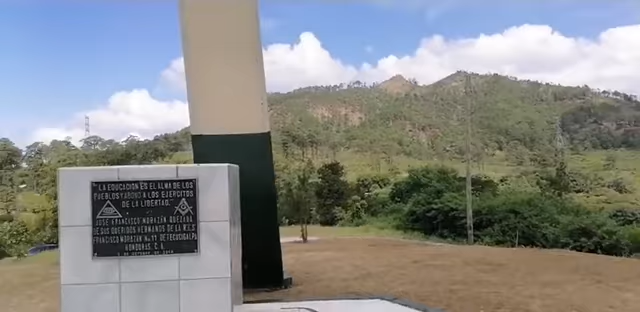 LA EDUCACION ES EL ALMA DE LOS
PUEBLOS Y ABONO A LOS EJERCITOS
DE LA LIBERTAD.
JOSE FRANCISCO MORAZAN QUEZADA
SUS QUERIDOS HERMANOS DE LA
FRANCISCO MORAZAN DE TEGUCIGALPA
HONDURAS, C. A.